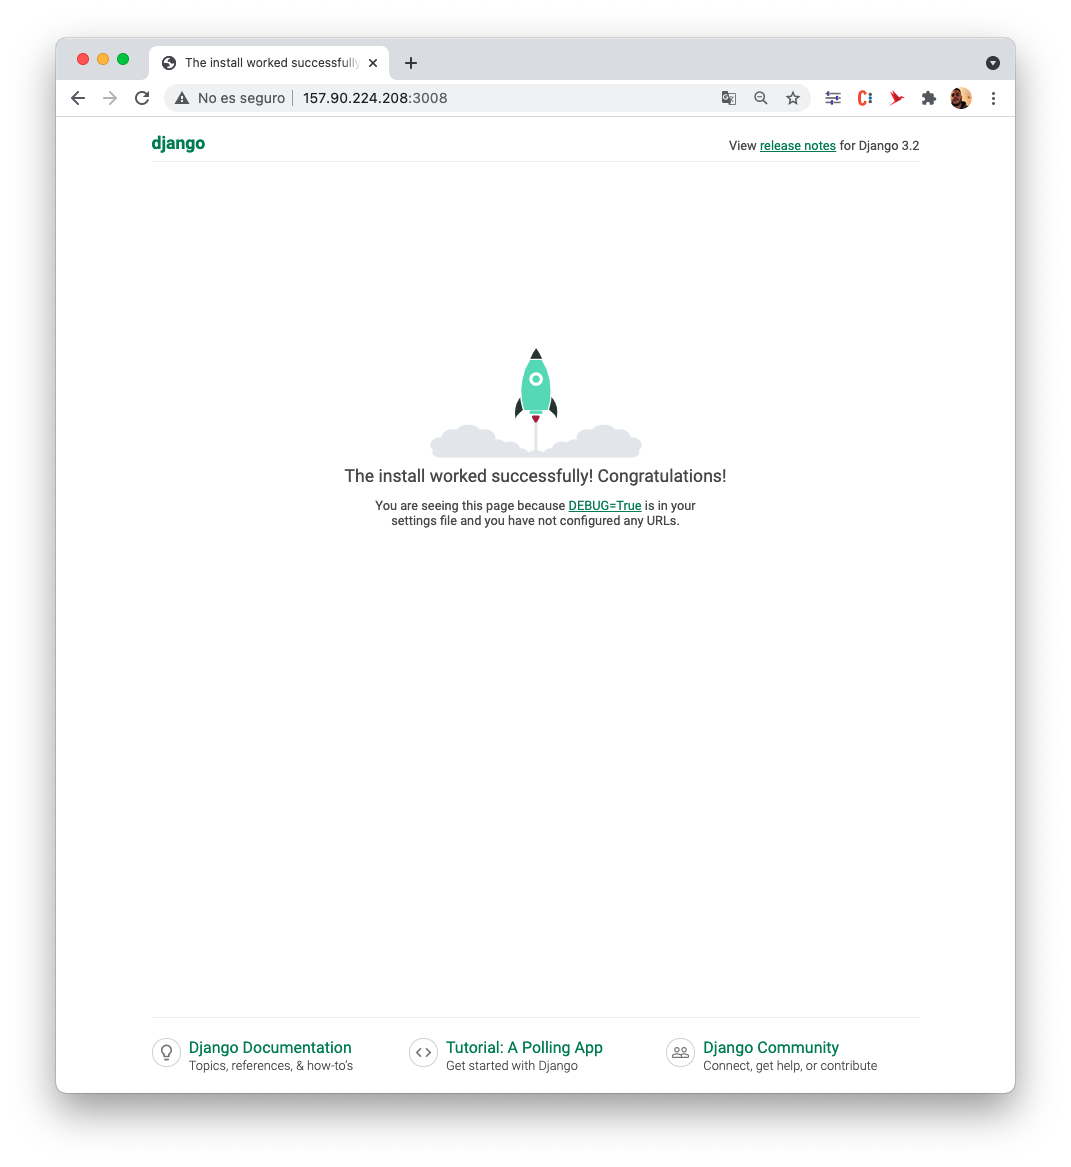 The install worked successfully
No es seguro 157.90.224.208:3008
django
View release notes for Django 3.2
The install worked successfully! Congratulations!
You are seeing this page because DEBUG=True is in your
settings file and you have not configured any URLs.
Django Documentation
Topics, references, & how-to's
Tutorial: A Polling App
Get started with Django
Django Community
Connect, get help, or contribute